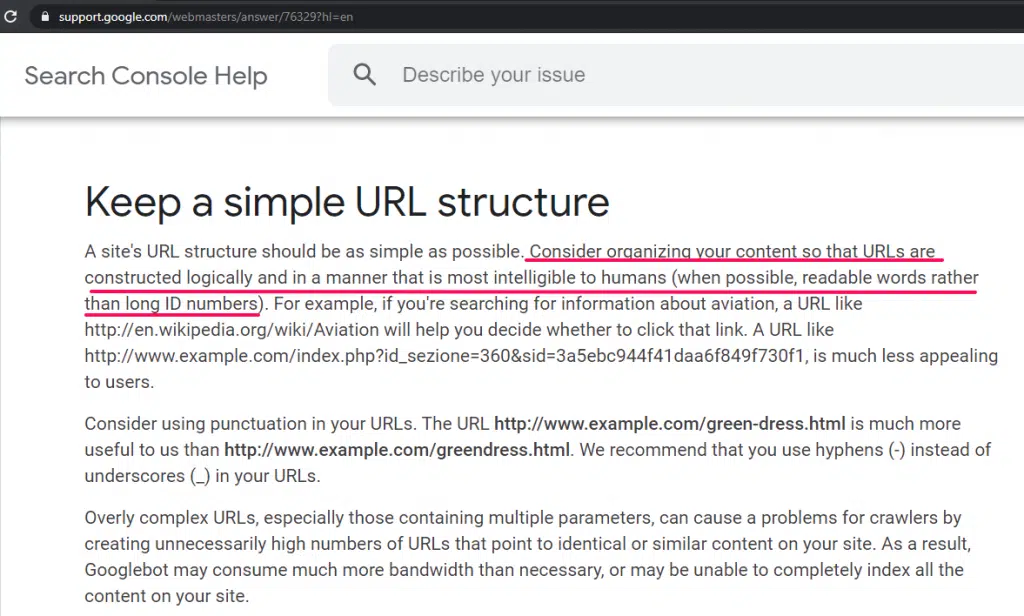 support.google.com/webmasters/answer/76329?hl=en
Search Console Help
Describe your issue
Keep a simple URL structure
A site's URL structure should be as simple as possible. Consider organizing your content so that URLs are
constructed logically and in a manner that is most intelligible to humans (when possible, readable words rather
than long ID numbers). For example, if you're searching for information about aviation, a URL like
http://en.wikipedia.org/wiki/Aviation will help you decide whether to click that link. A URL like
http://www.example.com/index.php?id_sezione=360&sid=3a5ebc944f41daa6f849f730f1, is much less appealing
to users.
Consider using punctuation in your URLs. The URL http://www.example.com/green-dress.html is much more
useful to us than http://www.example.com/greendress.html. We recommend that you use hyphens (-) instead of
underscores (_) in your URLs.
Overly complex URLs, especially those containing multiple parameters, can cause a problems for crawlers by
creating unnecessarily high numbers of URLs that point to identical or similar content on your site. As a result,
Googlebot may consume much more bandwidth than necessary, or may be unable to completely index all the
content on your site.